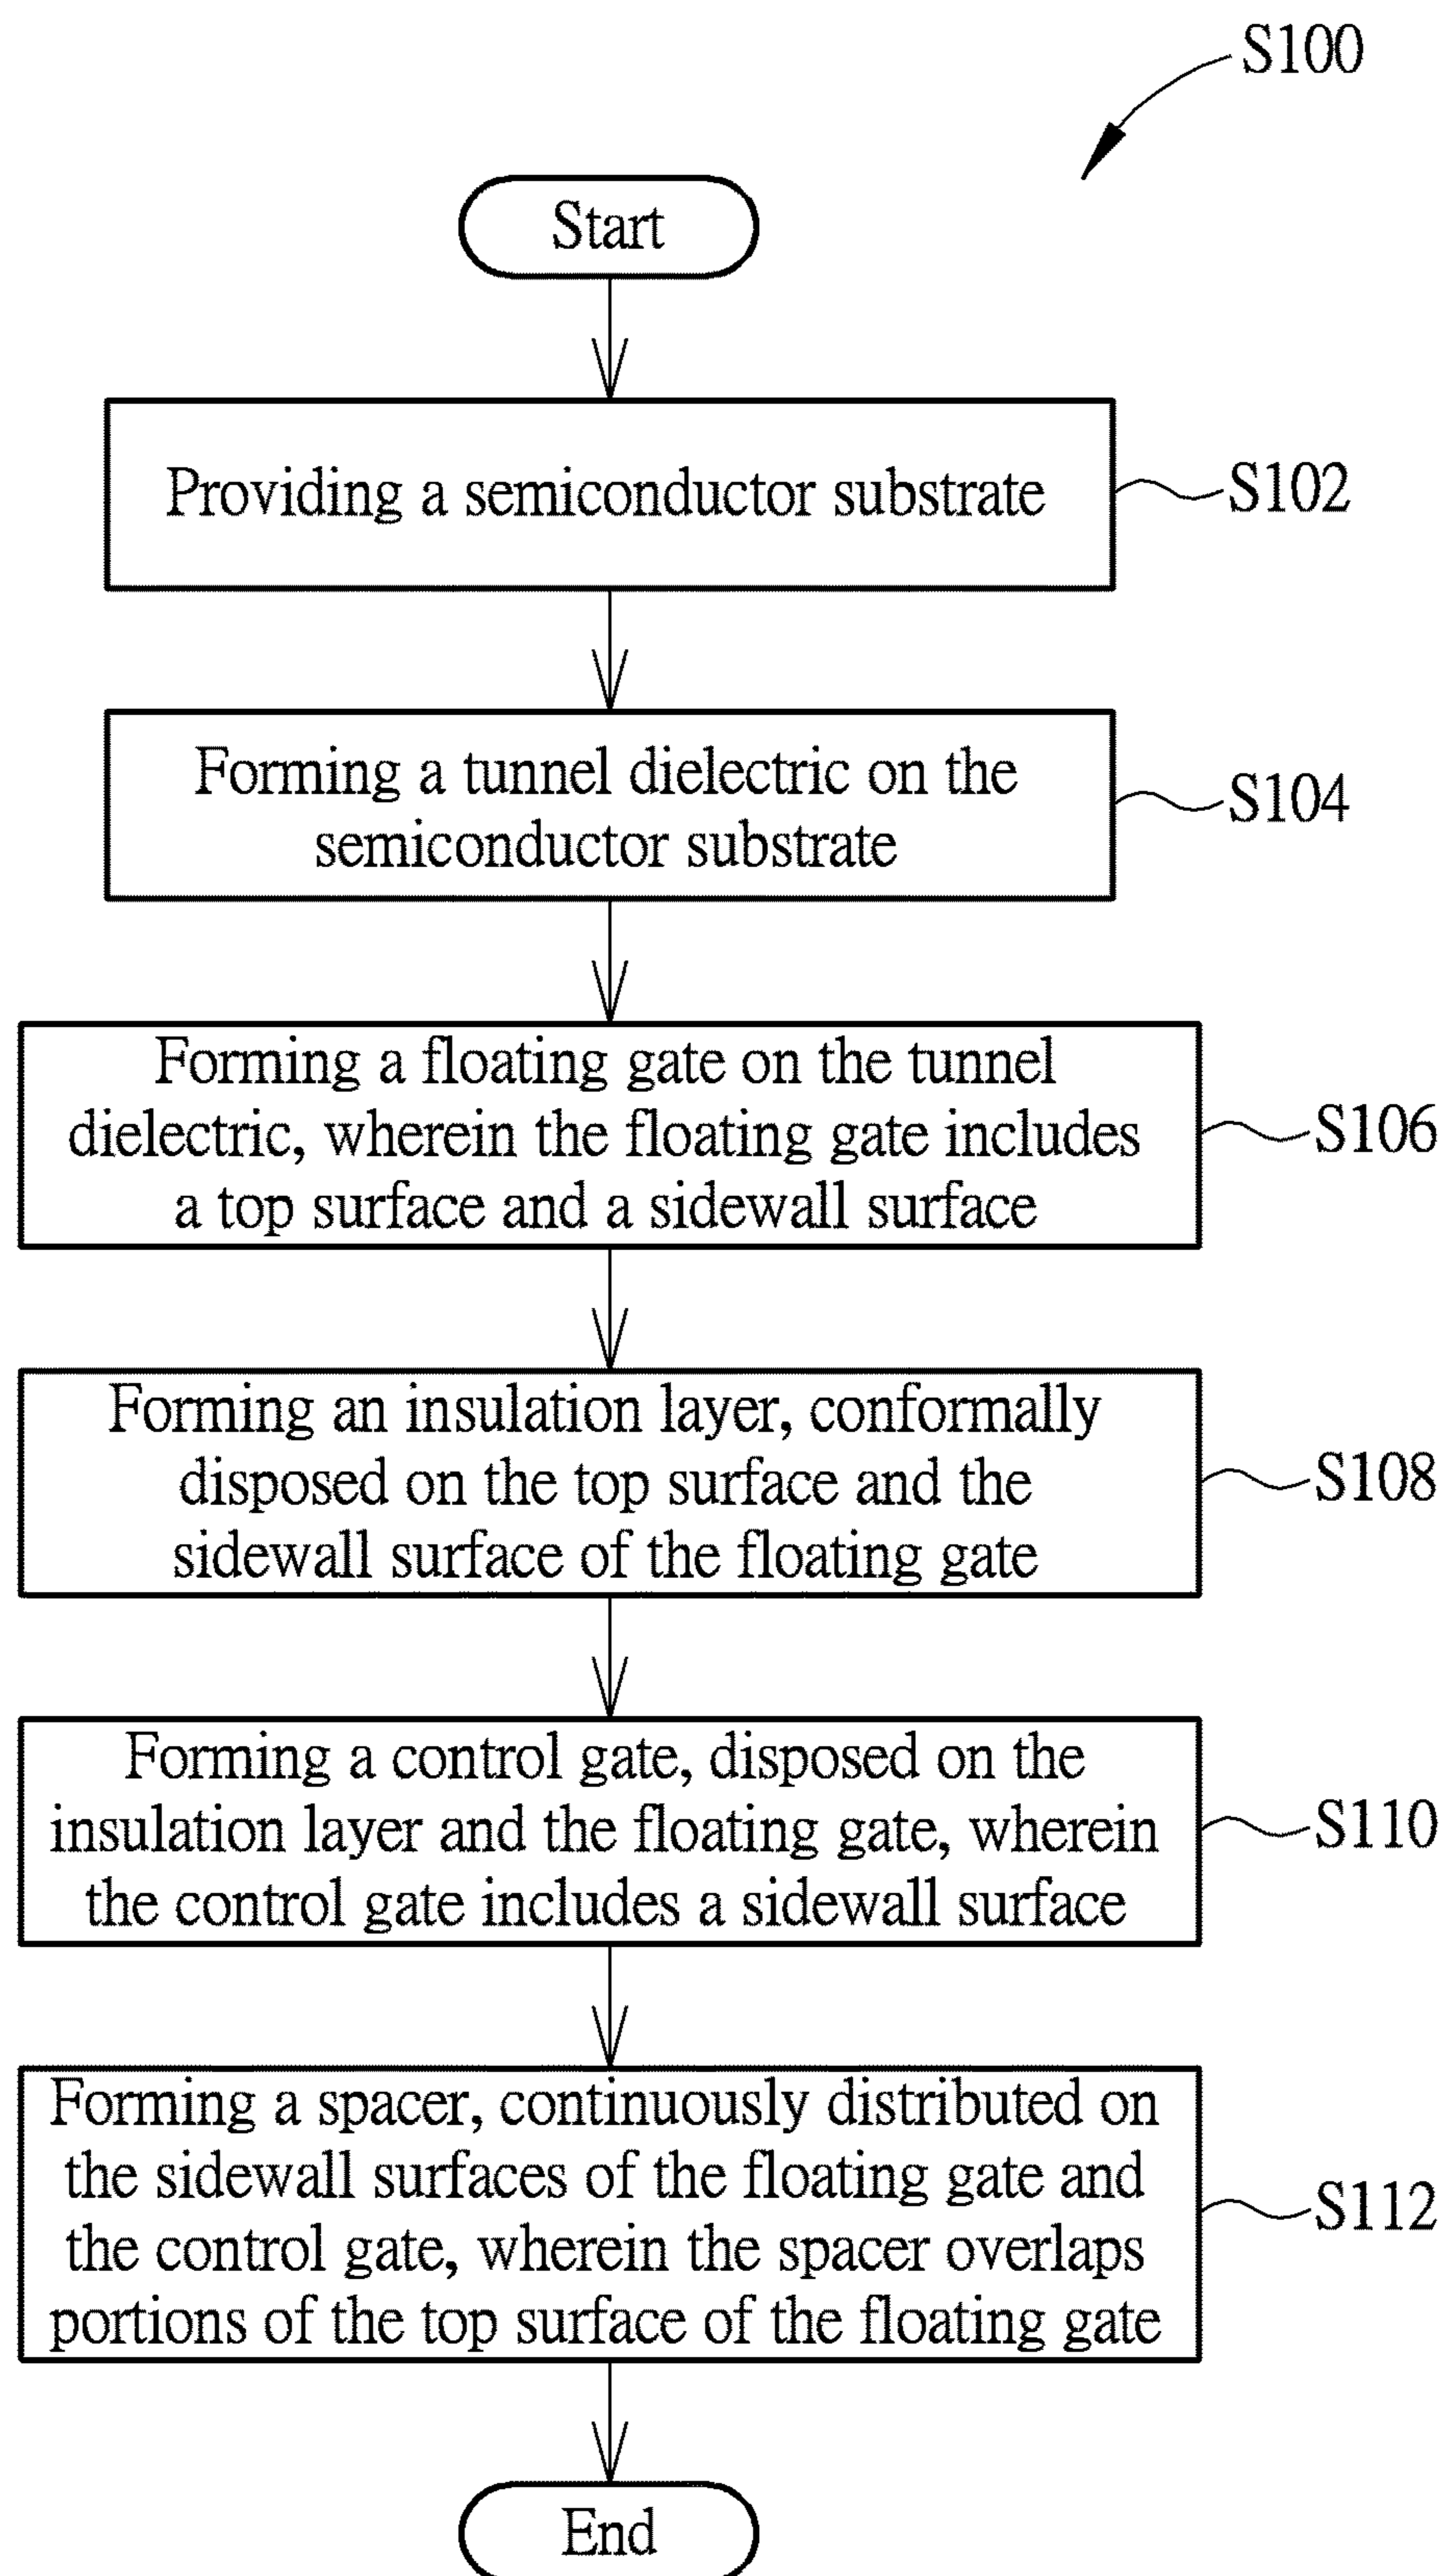 S100
Start
Providing a semiconductor substrate
S102
Forming a tunnel dielectric on the
semiconductor substrate
S104
Forming a floating gate on the tunnel
dielectric, wherein the floating gate includes
a top surface and a sidewall surface
S106
Forming an insulation layer, conformally
disposed on the top surface and the
sidewall surface of the floating gate
S108
Forming a control gate, disposed on the
insulation layer and the floating gate, wherein
the control gate includes a sidewall surface
S110
Forming a spacer, continuously distributed on
the sidewall surfaces of the floating gate and
the control gate, wherein the spacer overlaps
portions of the top surface of the floating gate
S112
End